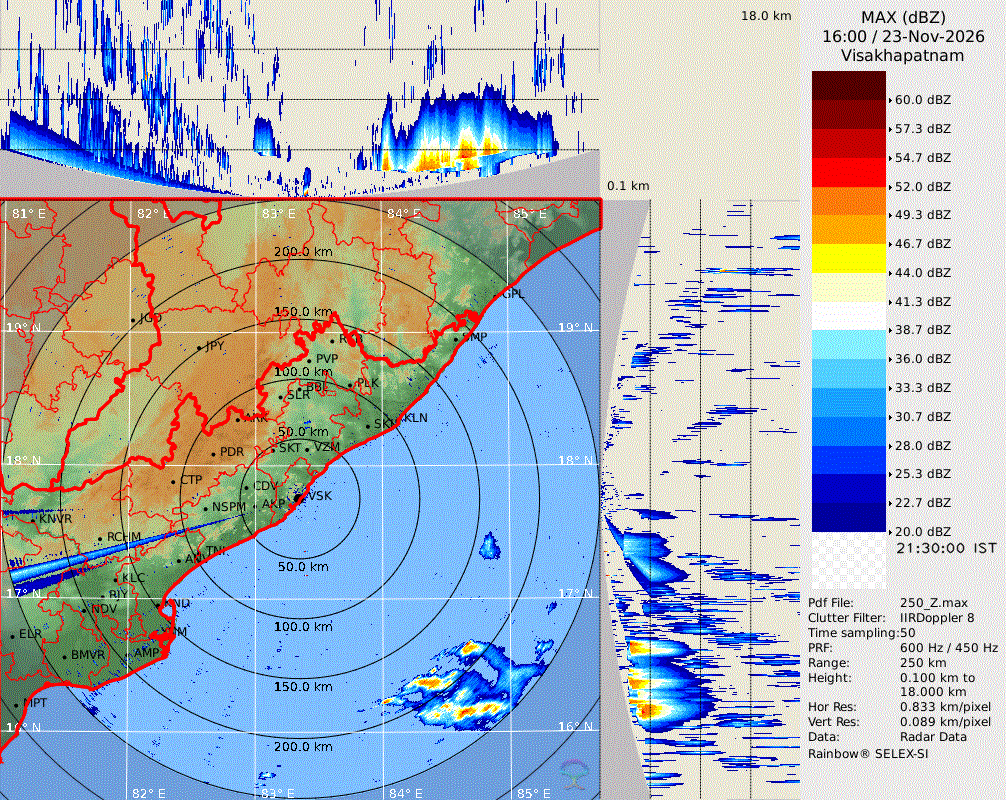 18.0 km
MAX (dBZ)
16:00 / 23-Nov-2026
Visakhapatnam
60.0 dBZ
57.3 dBZ
54.7 dBZ
52.0 dBZ
49.3 dBZ
46.7 dBZ
44.0 dBZ
41.3 dBZ
38.7 dBZ
36.0 dBZ
33.3 dBZ
30.7 dBZ
28.0 dBZ
25.3 dBZ
22.7 dBZ
20.0 dBZ
21:30:00 IST
0.1 km
81° E 82° E 83° E 84° E 85° E
200.0 km
GPL
150.0 km
JGD
19° N 19° N
JPY
PVP
100.0 km
BBL PLK
SLR
KLN
50.0 km
SKT VZM
PDR
18° N 18° N
CTP
CDV
VSK
NSPM AKP
KNVR
RCHM
TNI
50.0 km
KLC
17° N 17° N
RJY
KND
NDV
100.0 km
ELR
BMVR AMP
150.0 km
MPT
16° N 16° N
200.0 km
82° E 83° E 84° E 85° E
Pdf File: 250_Z.max
Clutter Filter: IIRDoppler 8
Time sampling:50
PRF: 600 Hz / 450 Hz
Range: 250 km
Height: 0.100 km to
18.000 km
Hor Res: 0.833 km/pixel
Vert Res: 0.089 km/pixel
Data: Radar Data
Rainbow® SELEX-SI